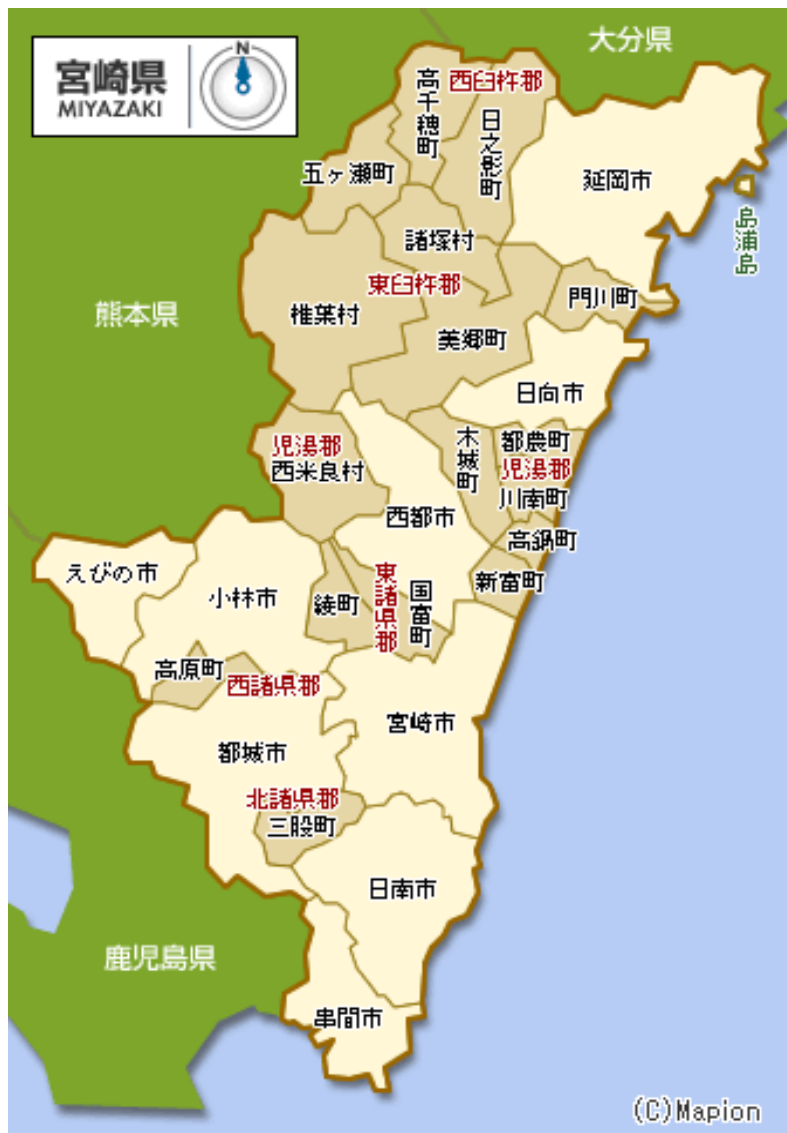 大分県
宮崎県
MIYAZAKI
N
西臼杵郡
高千穂町
日之影町
五ヶ瀬町
延岡市
島浦島
諸塚村
東臼杵郡
門川町
熊本県
椎葉村
美郷町
日向市
児湯郡
西米良村
木城町
都農町
児湯郡
川南町
西都市
高鍋町
えびの市
小林市
綾町
東諸県郡
国富町
新富町
高原町
西諸県郡
宮崎市
都城市
北諸県郡
三股町
日南市
鹿児島県
串間市
(C)Mapion